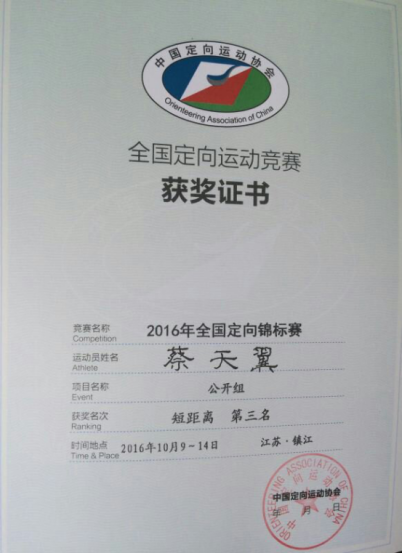 中国定向运动协会
Orienteering Association of China
全国定向运动竞赛
获奖证书
竞赛名称 2016年全国定向锦标赛
Competition
运动员姓名 蔡天翼
Athlete
项目名称 公开组
Event
获奖名次 短距离 第三名
Ranking
时间地点 2016年10月9-14日 江苏·镇江
Time & Place
ORIENTEERING ASSOCIATION OF CHINA
中国定向运动协会
年 月 日